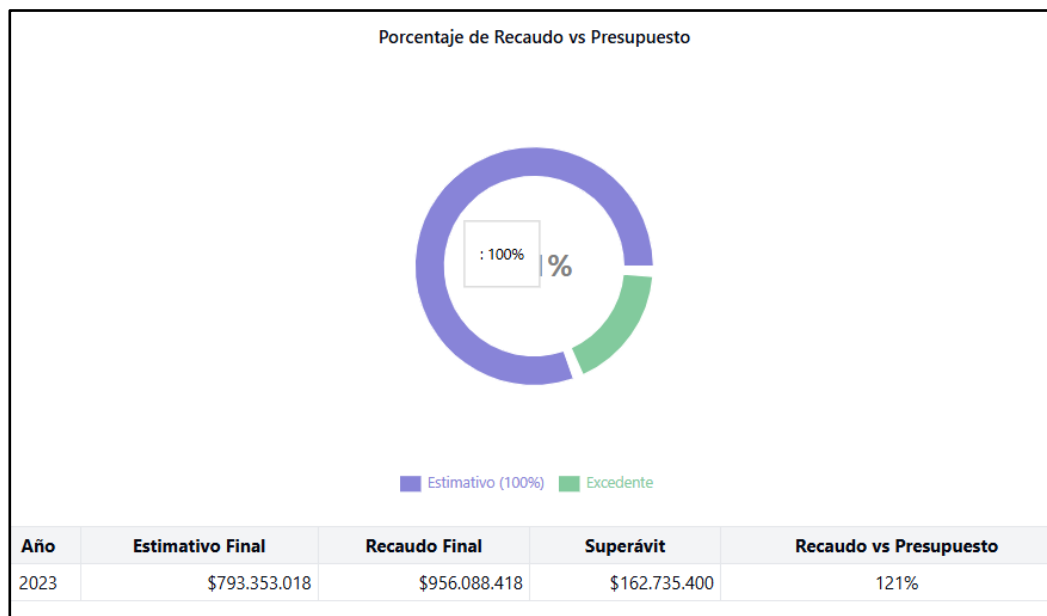 Porcentaje de Recaudo vs Presupuesto
: 100%
%
Estimativo (100%) Excedente
Año Estimativo Final Recaudo Final Superávit Recaudo vs Presupuesto
2023 $793.353.018 $956.088.418 $162.735.400 121%